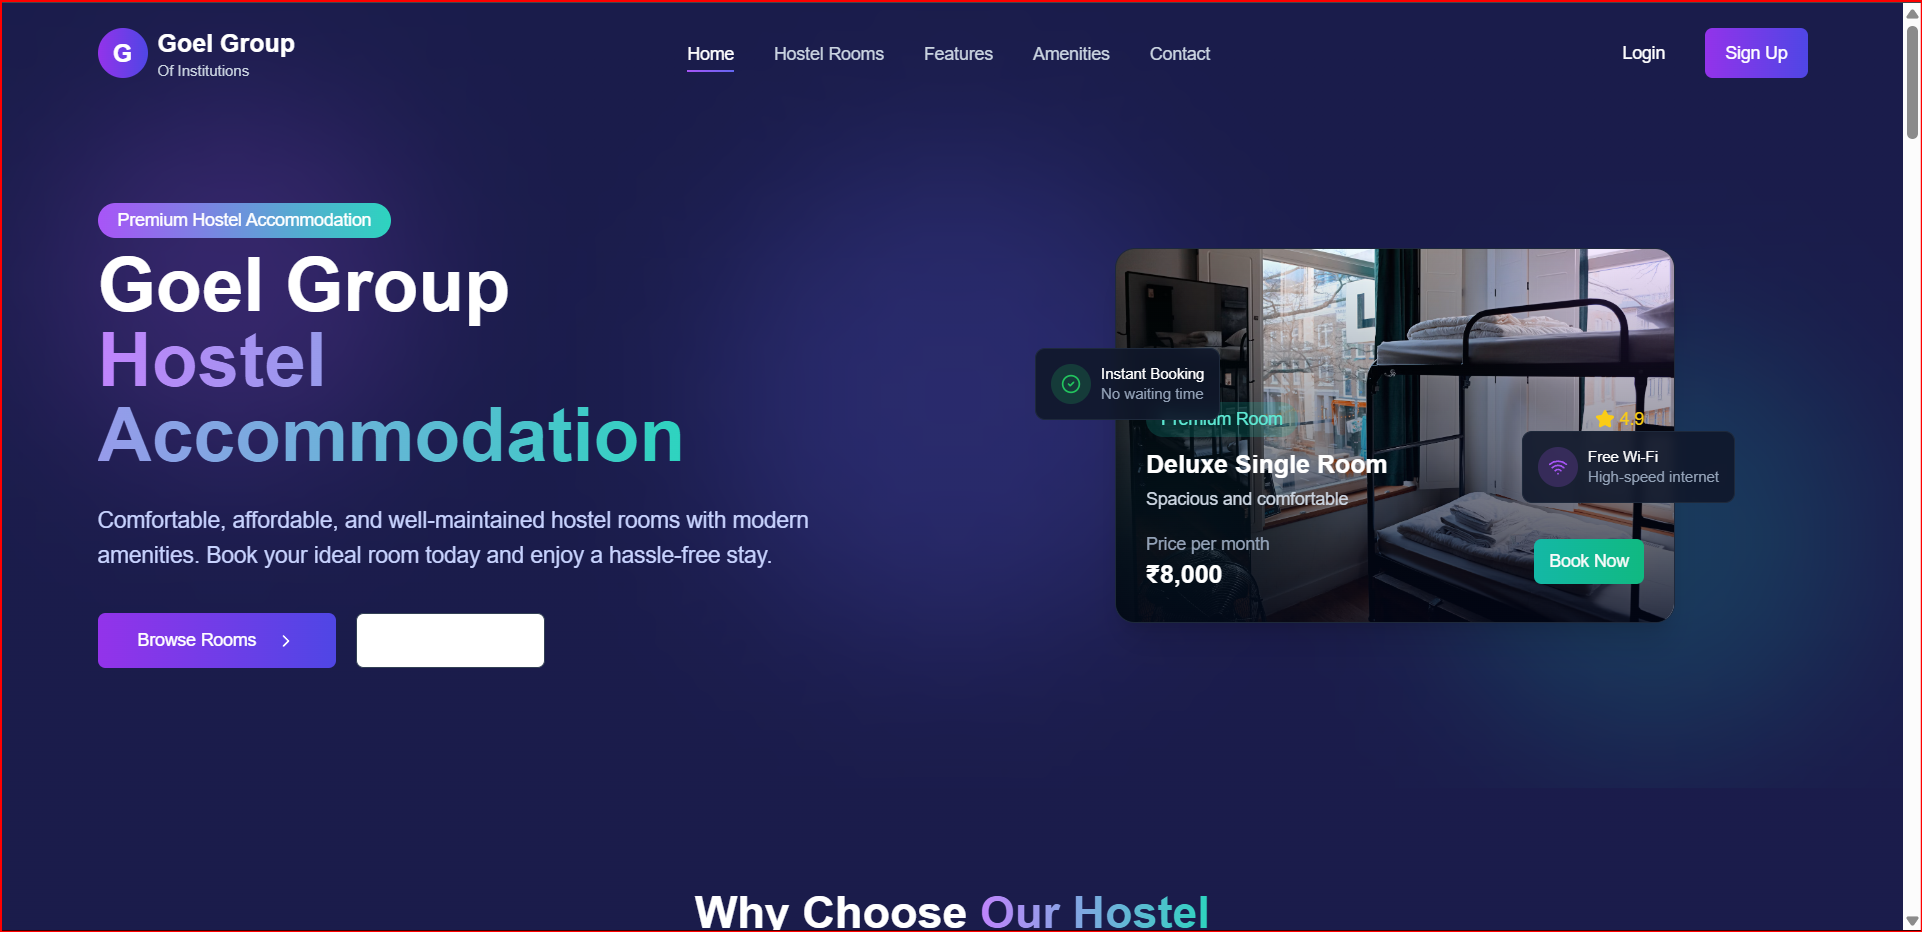 G
Goel Group
Of Institutions
Home
Hostel Rooms
Features
Amenities
Contact
Login
Sign Up
Premium Hostel Accommodation
Goel Group
Hostel
Accommodation
Comfortable, affordable, and well-maintained hostel rooms with modern
amenities. Book your ideal room today and enjoy a hassle-free stay.
Browse Rooms
Instant Booking
No waiting time
Premium Room
4.9
Free Wi-Fi
High-speed internet
Deluxe Single Room
Spacious and comfortable
Price per month
₹8,000
Book Now
Why Choose Our Hostel